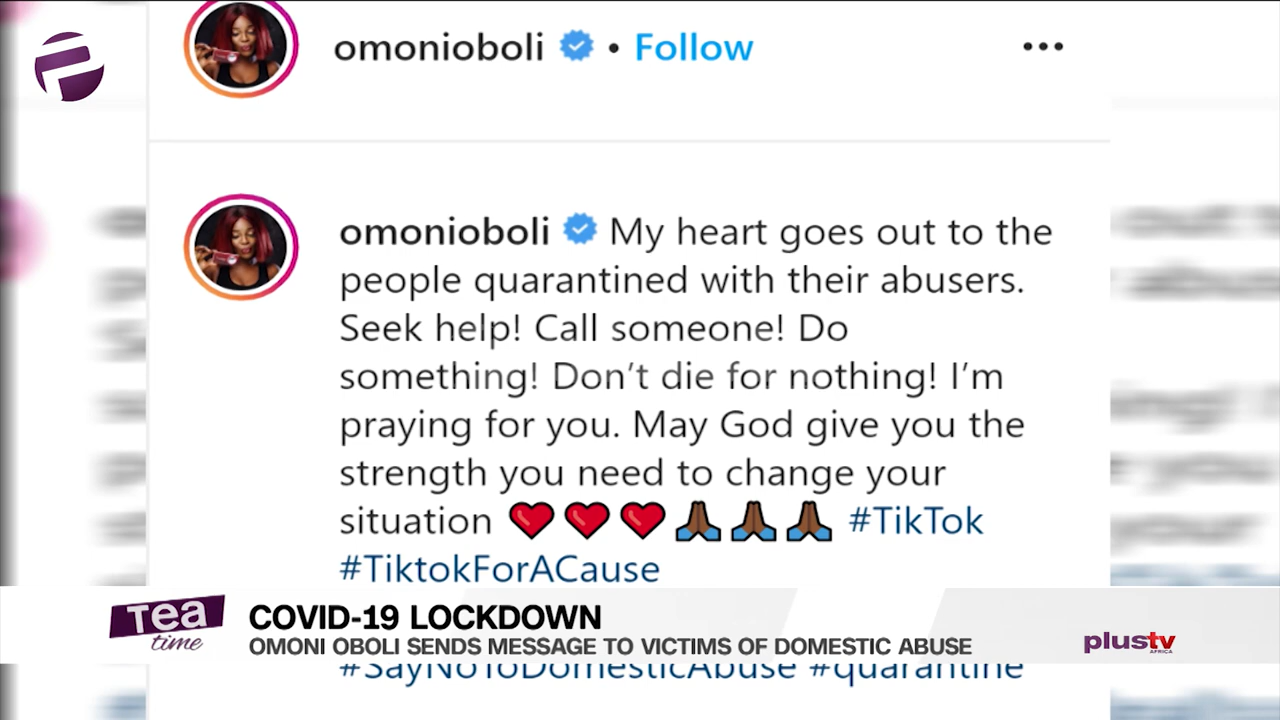 omonioboli • Follow
omonioboli My heart goes out to the
people quarantined with their abusers.
Seek help! Call someone! Do
something! Don't die for nothing! I'm
praying for you. May God give you the
strength you need to change your
situation ❤️❤️❤️🙏🏾🙏🏾🙏🏾 #TikTok
#TiktokForACause
Tea time
COVID-19 LOCKDOWN
OMONI OBOLI SENDS MESSAGE TO VICTIMS OF DOMESTIC ABUSE
plustv
AFRICA
#SayNoToDomesticAbuse #quarantine